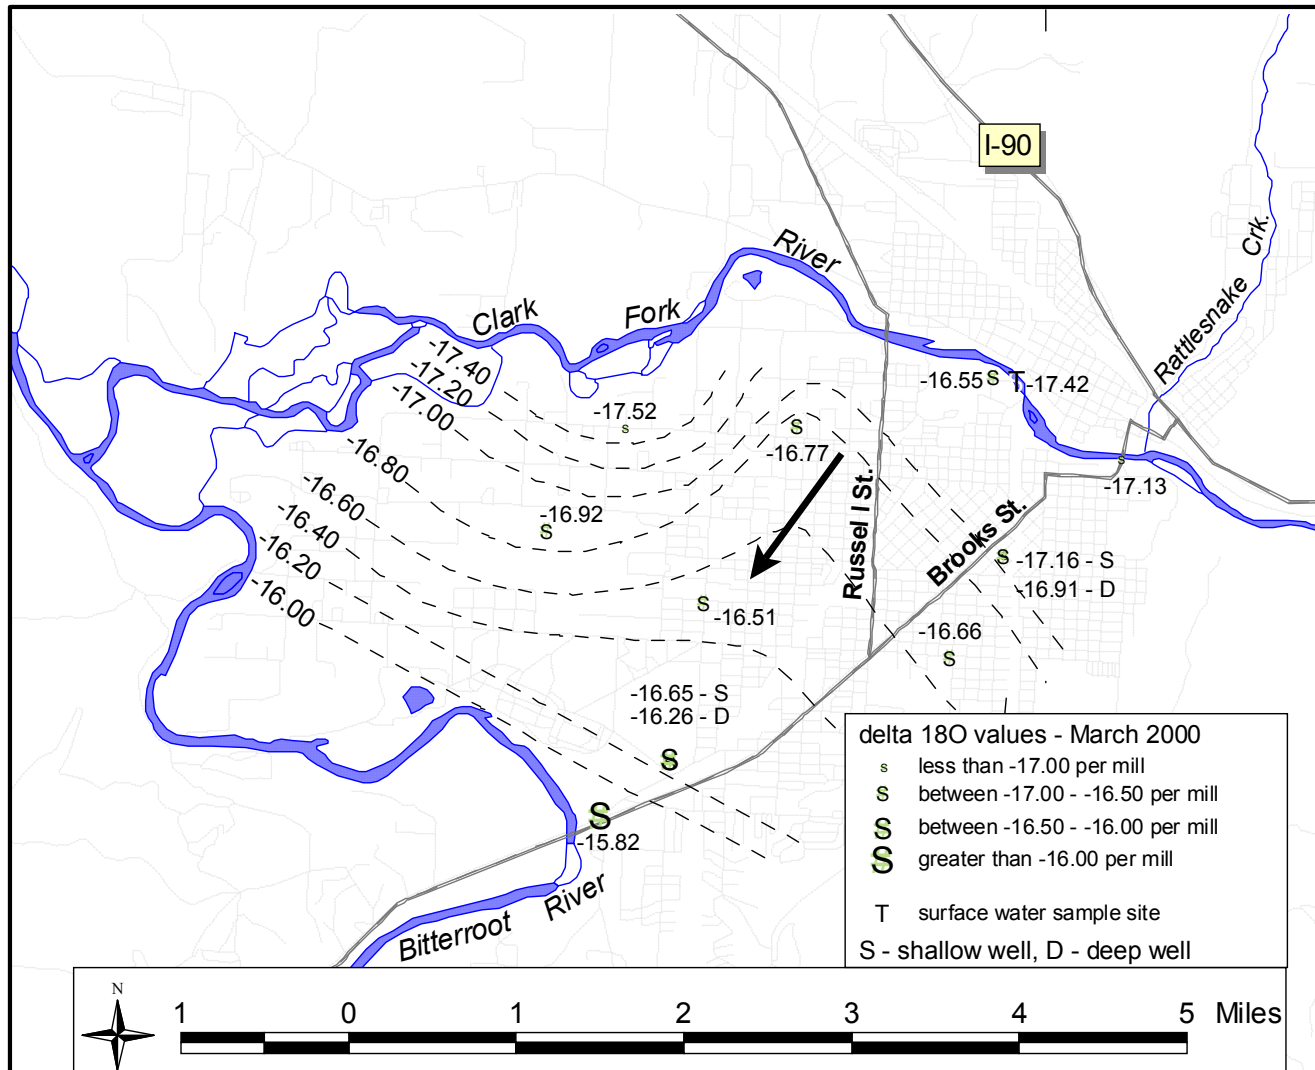 I-90
Rattlesnake Crk.
River
Clark
Fork
-17.40
-17.20
-17.00
-16.80
-16.60
-16.40
-16.20
-16.00
-17.52
s
S
-16.77
-16.55 S
T -17.42
s
-17.13
-16.92
S
Russel l St.
Brooks St.
S -17.16 - S
-16.91 - D
S
-16.51
-16.66
S
-16.65 - S
-16.26 - D
S
S
-15.82
Bitterroot
River
delta 18O values - March 2000
s less than -17.00 per mill
S between -17.00 - -16.50 per mill
S between -16.50 - -16.00 per mill
S greater than -16.00 per mill
T surface water sample site
S - shallow well, D - deep well
N
1 0 1 2 3 4 5 Miles